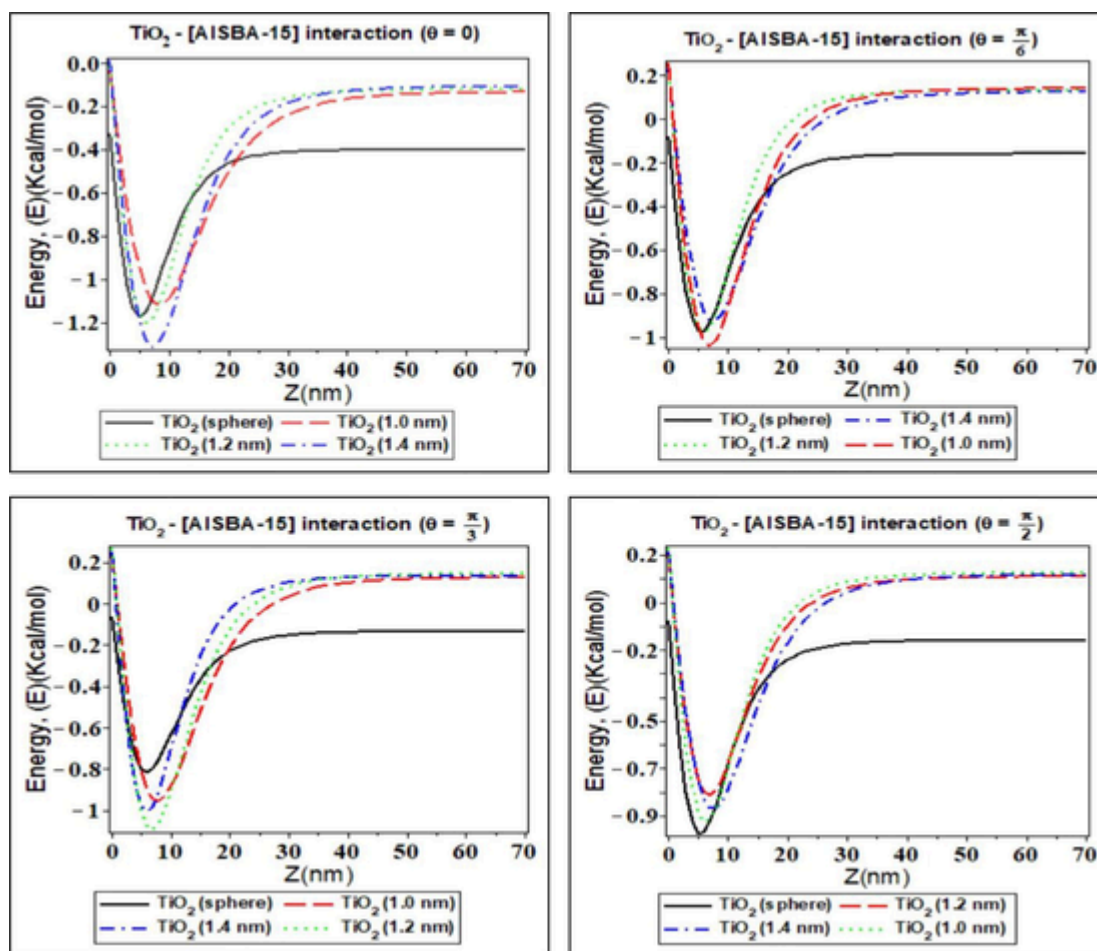 TiO2 - [AISBA-15] interaction (θ = 0)
Energy, (E)(Kcal/mol)
0.0
−0.2
−0.4
−0.6
−0.8
−1
−1.2
0 10 20 30 40 50 60 70
Z(nm)
TiO2 (sphere) TiO2 (1.0 nm)
TiO2 (1.2 nm) TiO2 (1.4 nm)
TiO2 - [AISBA-15] interaction (θ = π/6)
Energy, (E)(Kcal/mol)
0.2
0
−0.2
−0.4
−0.6
−0.8
−1
0 10 20 30 40 50 60 70
Z(nm)
TiO2 (sphere) TiO2 (1.4 nm)
TiO2 (1.2 nm) TiO2 (1.0 nm)
TiO2 - [AISBA-15] interaction (θ = π/3)
Energy, (E)(Kcal/mol)
0.2
0
−0.2
−0.4
−0.6
−0.8
−1
0 10 20 30 40 50 60 70
Z(nm)
TiO2 (sphere) TiO2 (1.0 nm)
TiO2 (1.4 nm) TiO2 (1.2 nm)
TiO2 - [AISBA-15] interaction (θ = π/2)
Energy, (E)(Kcal/mol)
0.2
0
−0.2
−0.4
−0.9
−0.7
−0.9
0 10 20 30 40 50 60 70
Z(nm)
TiO2 (sphere) TiO2 (1.2 nm)
TiO2 (1.4 nm) TiO2 (1.0 nm)